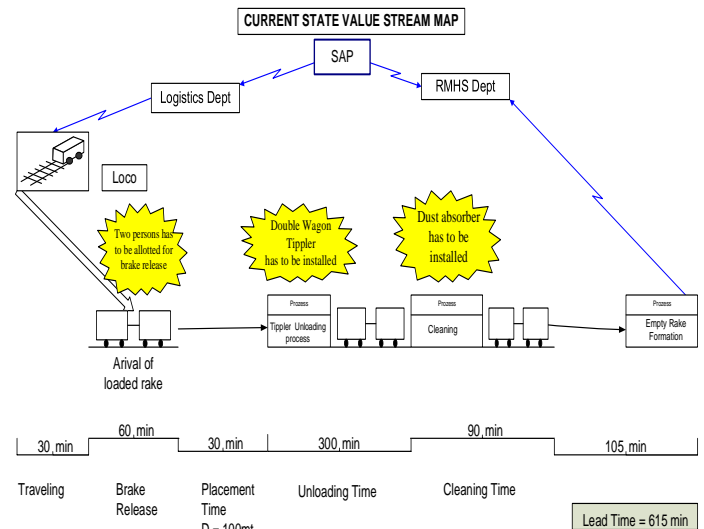 CURRENT STATE VALUE STREAM MAP
SAP
Logistics Dept
RMHS Dept
Loco
Two persons has
to be allotted for
brake release
Double Wagon
Tippler
has to be installed
Dust absorber
has to be
installed
Prozess
Tippler Unloading
process
Prozess
Cleaning
Prozess
Empty Rake
Formation
Arival of
loaded rake
30,min
60,min
30,min
300,min
90,min
105,min
Traveling
Brake
Release
Placement
Time
D = 100mt
Unloading Time
Cleaning Time
Lead Time = 615 min